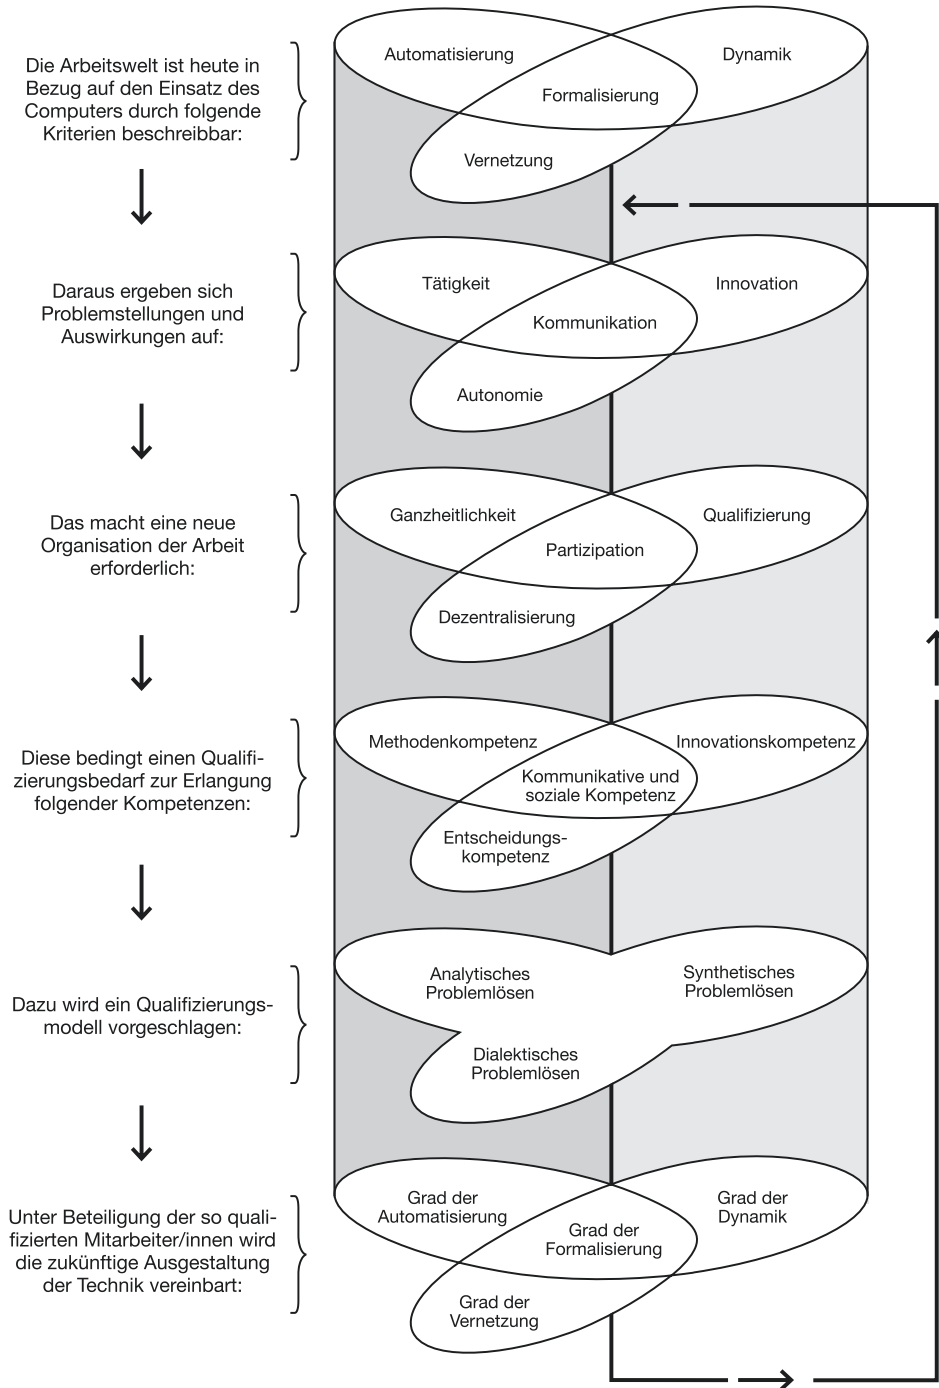 Die Arbeitswelt ist heute in
Bezug auf den Einsatz des
Computers durch folgende
Kriterien beschreibbar:
Automatisierung
Dynamik
Formalisierung
Vernetzung
Daraus ergeben sich
Problemstellungen und
Auswirkungen auf:
Tätigkeit
Innovation
Kommunikation
Autonomie
Das macht eine neue
Organisation der Arbeit
erforderlich:
Ganzheitlichkeit
Qualifizierung
Partizipation
Dezentralisierung
Diese bedingt einen Qualifi-
zierungsbedarf zur Erlangung
folgender Kompetenzen:
Methodenkompetenz
Innovationskompetenz
Kommunikative und
soziale Kompetenz
Entscheidungs-
kompetenz
Dazu wird ein Qualifizierungs-
modell vorgeschlagen:
Analytisches
Problemlösen
Synthetisches
Problemlösen
Dialektisches
Problemlösen
Unter Beteiligung der so quali-
fizierten Mitarbeiter/innen wird
die zukünftige Ausgestaltung
der Technik vereinbart:
Grad der
Automatisierung
Grad der
Dynamik
Grad der
Formalisierung
Grad der
Vernetzung